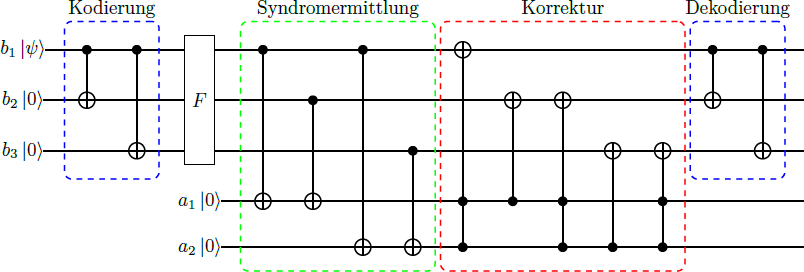 Kodierung Syndromermittlung Korrektur Dekodierung
b₁ |ψ⟩
b₂ |0⟩ F
b₃ |0⟩
a₁ |0⟩
a₂ |0⟩